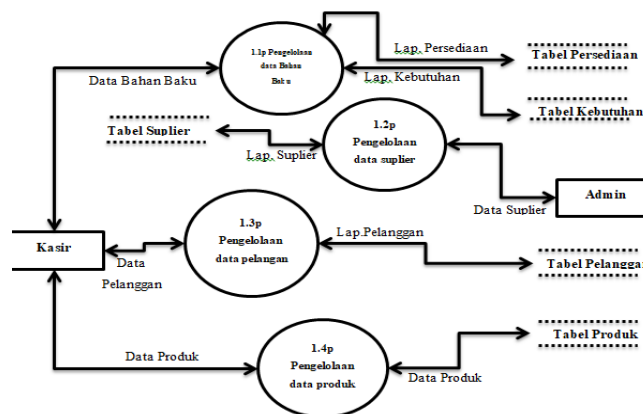 1.1p Pengelolaan
data Bahan
Baku
Lap. Persediaan
Tabel Persediaan
Data Bahan Baku
Lap. Kebutuhan
Tabel Kebutuhan
Tabel Suplier
Lap. Suplier
1.2p
Pengelolaan
data suplier
Data Suplier
Admin
Kasir
Data
Pelanggan
1.3p
Pengelolaan
data pelangan
Lap.Pelanggan
Tabel Pelanggan
Data Produk
1.4p
Pengelolaan
data produk
Data Produk
Tabel Produk